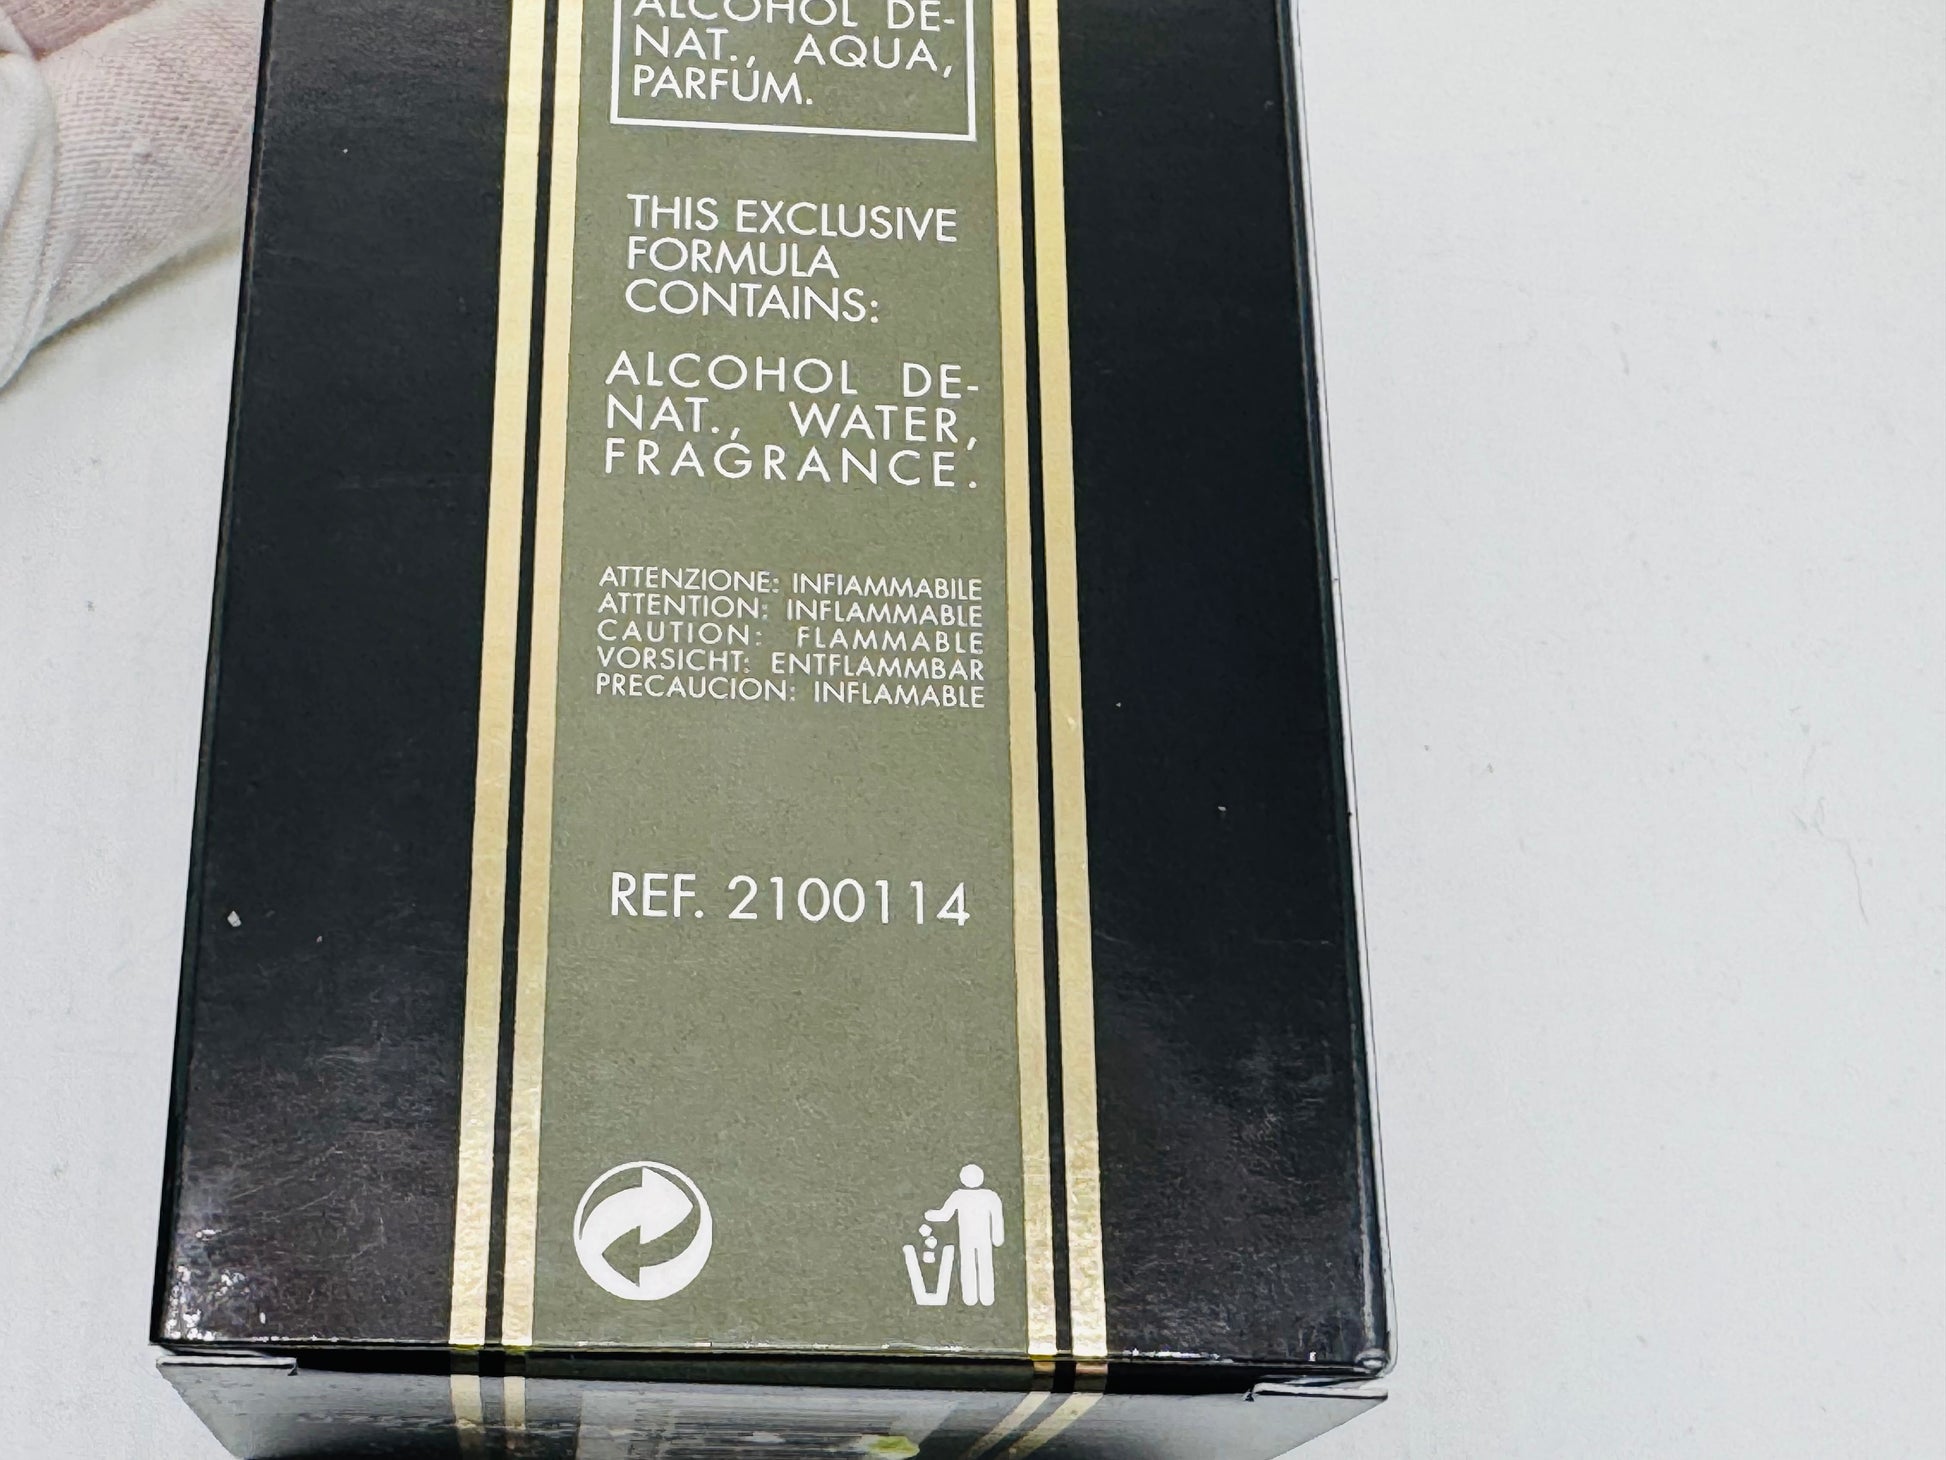 ALCOHOL DE-
NAT., AQUA,
PARFUM.
THIS EXCLUSIVE
FORMULA
CONTAINS:
ALCOHOL DE-
NAT., WATER,
FRAGRANCE.
ATTENZIONE: INFIAMMABILE
ATTENTION: INFLAMMABLE
CAUTION: FLAMMABLE
VORSICHT: ENTFLAMMBAR
PRECAUCION: INFLAMABLE
REF. 2100114